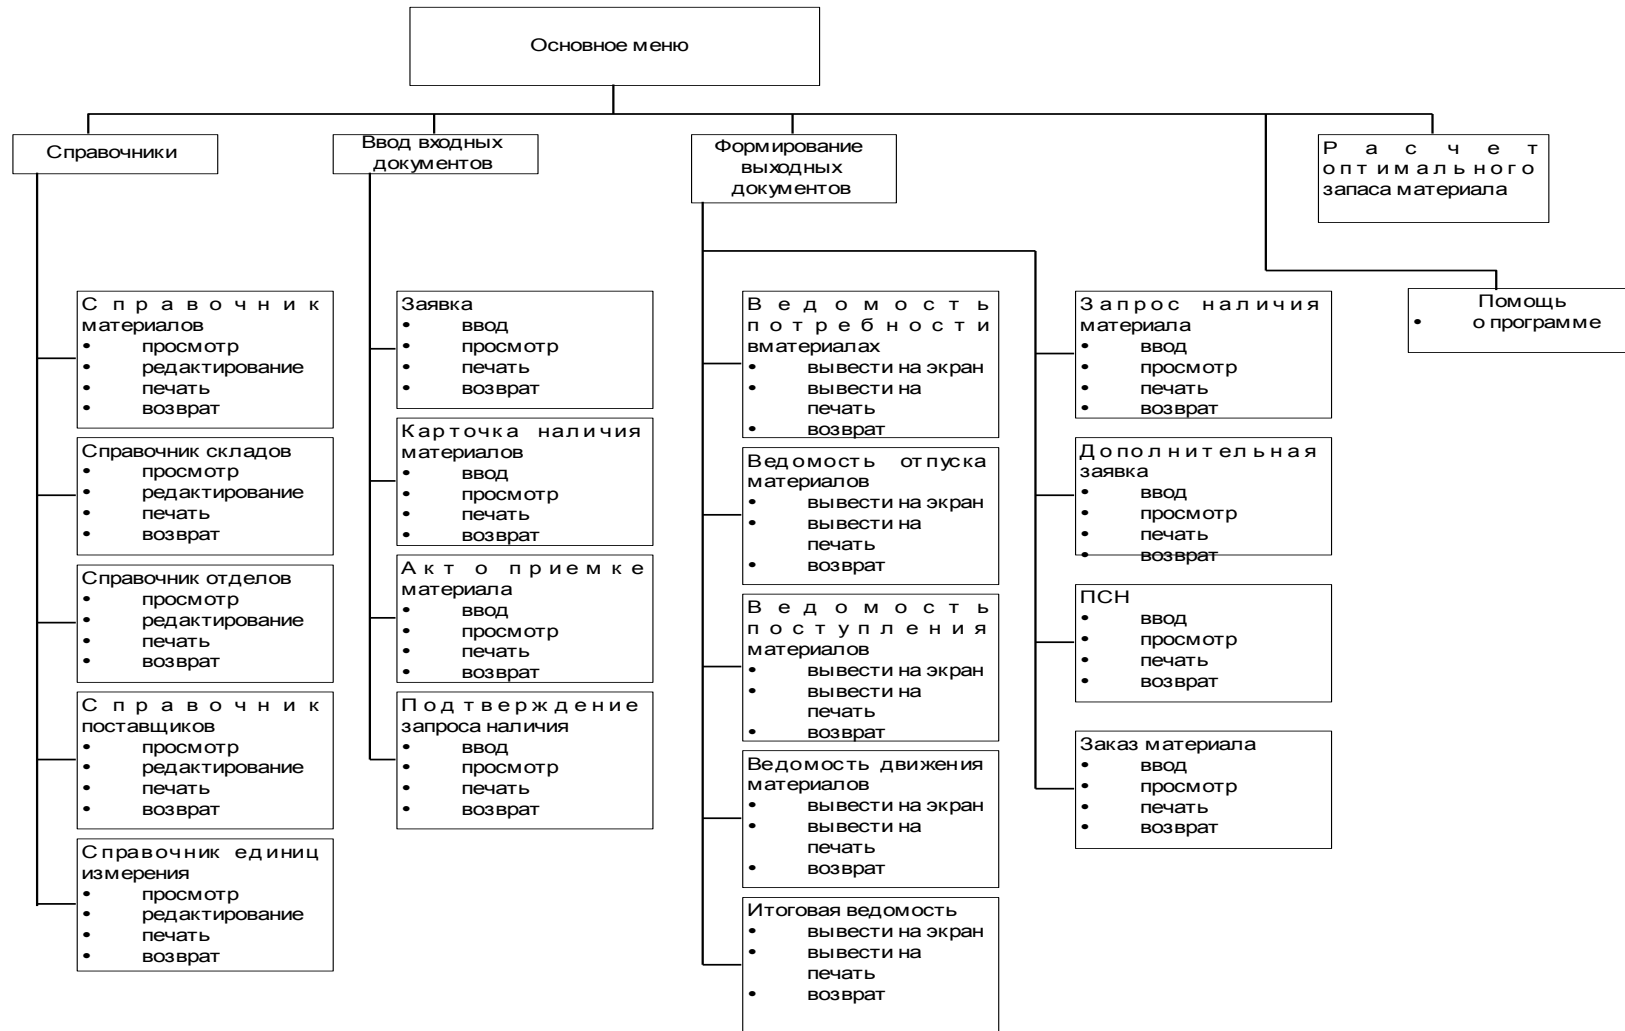 Основное меню
Справочники
Ввод входных
документов
Формирование
выходных
документов
Расчет
оптимального
запаса материала
Помощь
• о программе
Справочник
материалов
• просмотр
• редактирование
• печать
• возврат
Справочник складов
• просмотр
• редактирование
• печать
• возврат
Справочник отделов
• просмотр
• редактирование
• печать
• возврат
Справочник
поставщиков
• просмотр
• редактирование
• печать
• возврат
Справочник единиц
измерения
• просмотр
• редактирование
• печать
• возврат
Заявка
• ввод
• просмотр
• печать
• возврат
Карточка наличия
материалов
• ввод
• просмотр
• печать
• возврат
Акт о приемке
материала
• ввод
• просмотр
• печать
• возврат
Подтверждение
запроса наличия
• ввод
• просмотр
• печать
• возврат
Ведомость
потребности
вматериалах
• вывести на экран
• вывести на
печать
• возврат
Ведомость отпуска
материалов
• вывести на экран
• вывести на
печать
• возврат
Ведомость
поступления
материалов
• вывести на экран
• вывести на
печать
• возврат
Ведомость движения
материалов
• вывести на экран
• вывести на
печать
• возврат
Итоговая ведомость
• вывести на экран
• вывести на
печать
• возврат
Запрос наличия
материала
• ввод
• просмотр
• печать
• возврат
Дополнительная
заявка
• ввод
• просмотр
• печать
• возврат
ПСН
• ввод
• просмотр
• печать
• возврат
Заказ материала
• ввод
• просмотр
• печать
• возврат